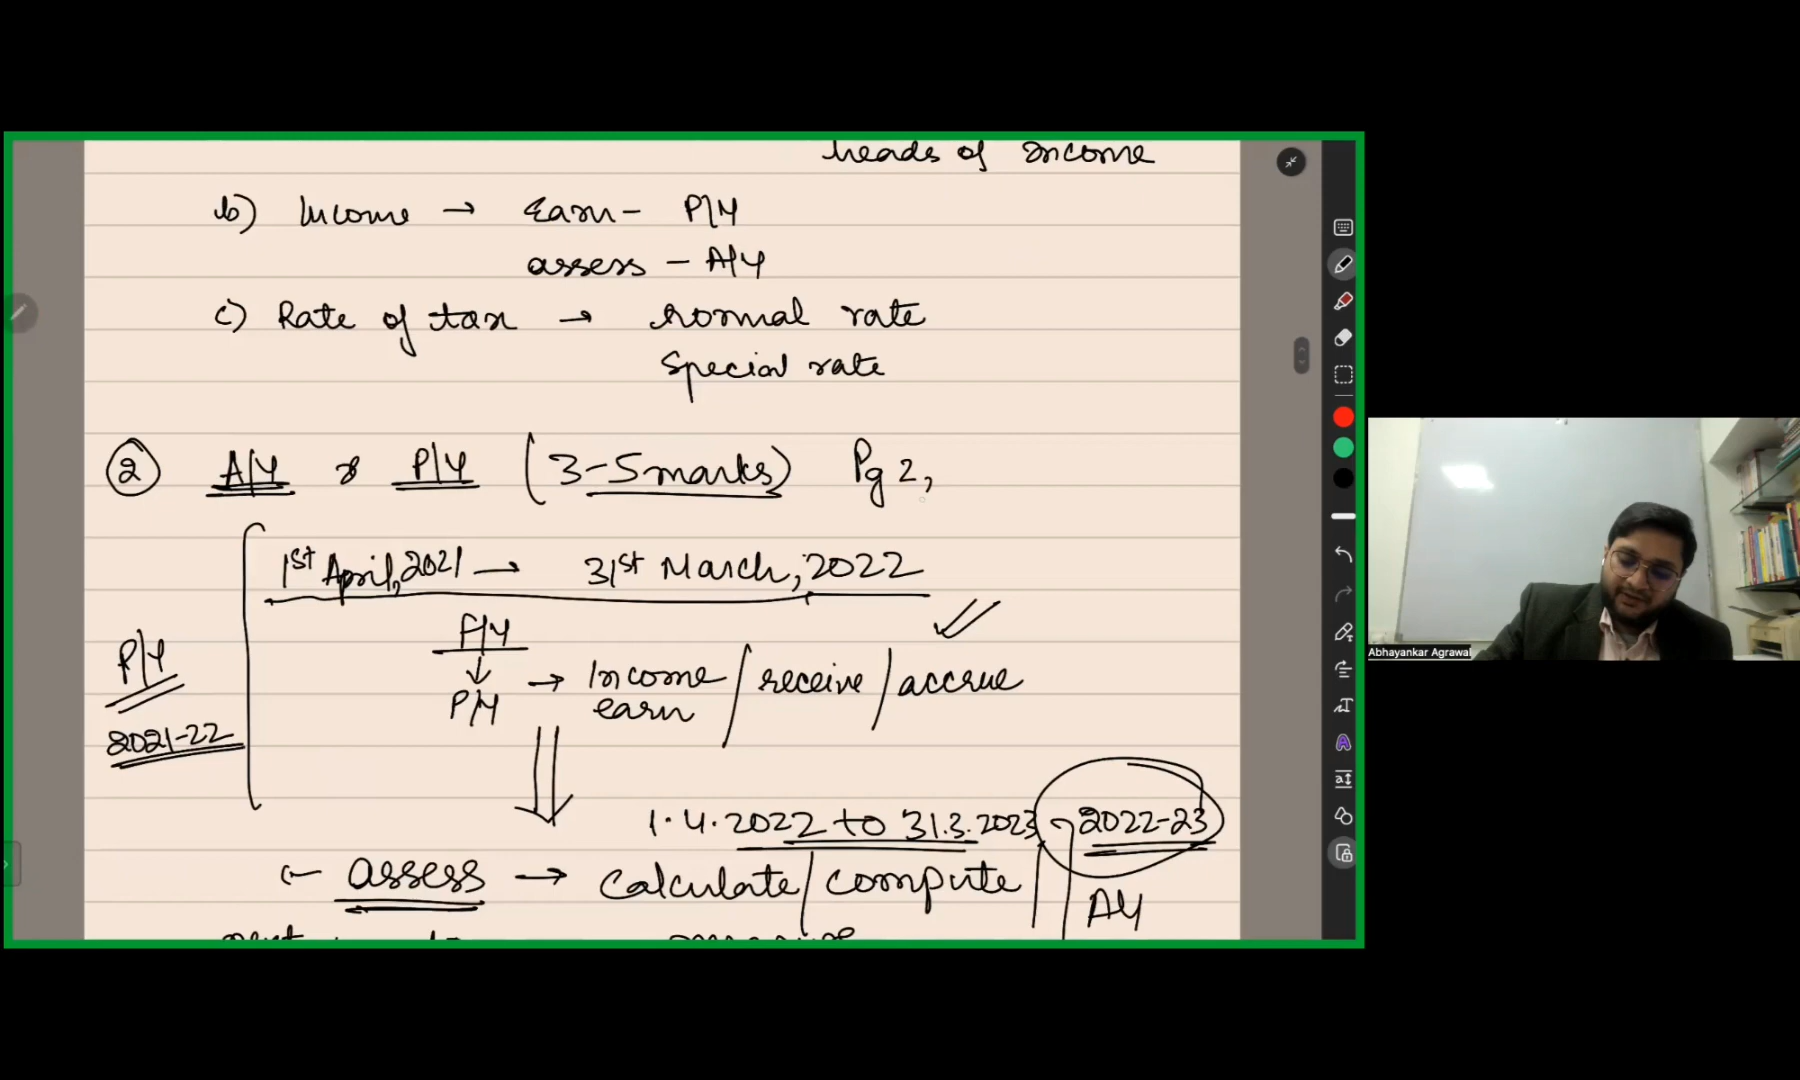 heads of income
b) Income → Earn - P/Y
assess - A/Y
c) Rate of tax → normal rate
Special rate
② A/Y & P/Y (3-5 marks) Pg 2,
1st April, 2021 → 31st March, 2022
F/Y
↓
P/Y → Income earn / receive / accrue
P/Y
2021-22
1.4.2022 to 31.3.2023 → 2022-23
← assess → calculate / compute
AY
Abhayankar Agrawal